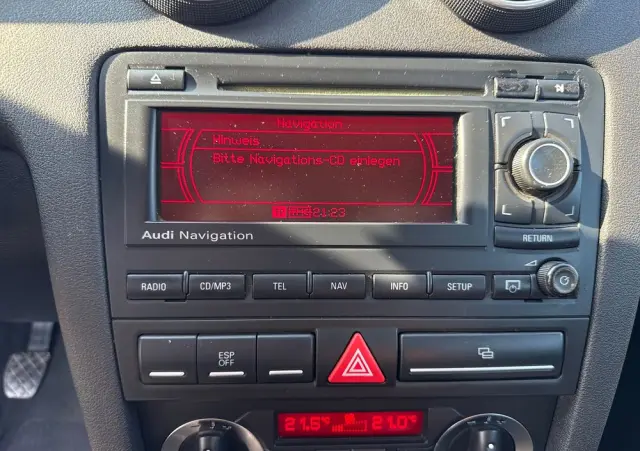 Navigation
Hinweis
Bitte Navigations-CD einlegen
21:23
Audi Navigation
RETURN
RADIO CD/MP3 TEL NAV INFO SETUP
ESP
OFF
21.5° 21.0°